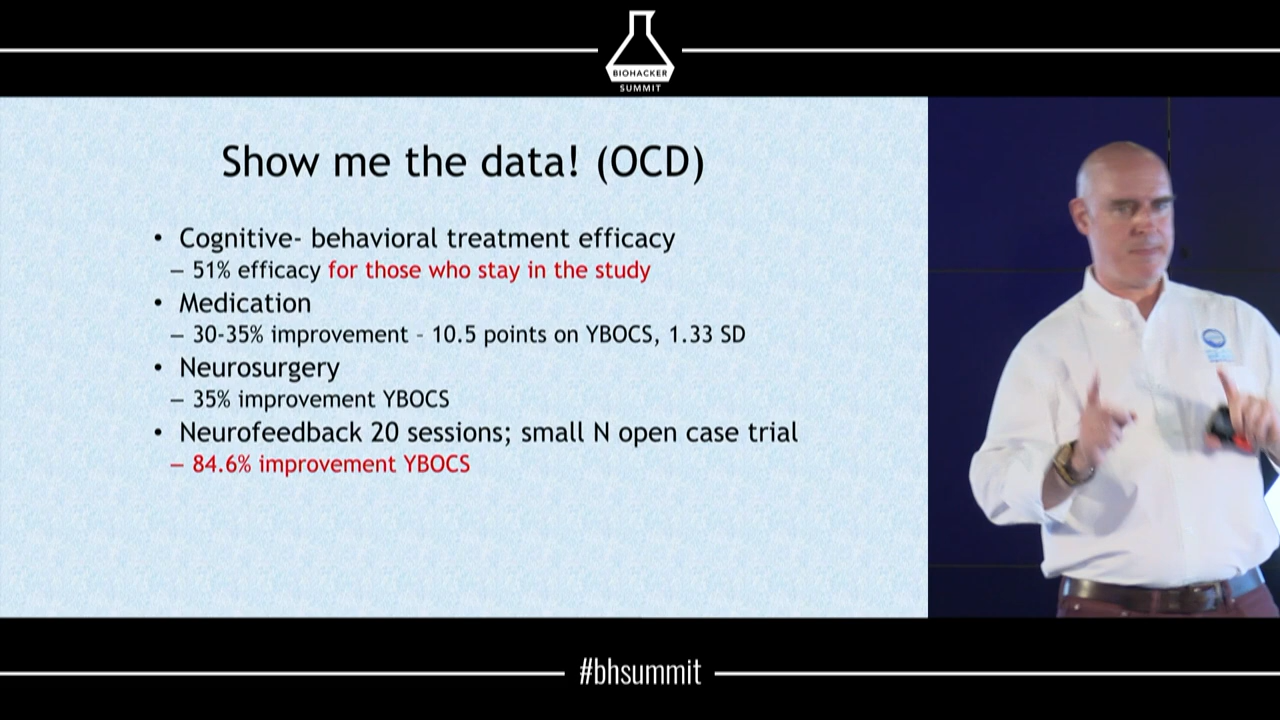 BIOHACKER
SUMMIT
Show me the data! (OCD)
• Cognitive- behavioral treatment efficacy
– 51% efficacy for those who stay in the study
• Medication
– 30-35% improvement – 10.5 points on YBOCS, 1.33 SD
• Neurosurgery
– 35% improvement YBOCS
• Neurofeedback 20 sessions; small N open case trial
– 84.6% improvement YBOCS
#bhsummit